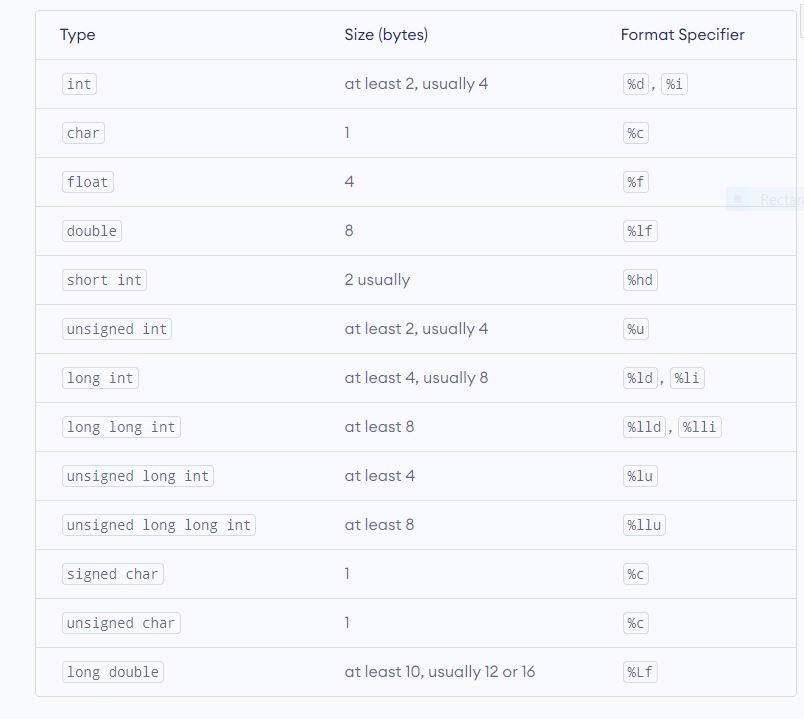 Type Size (bytes) Format Specifier
int at least 2, usually 4 %d, %i
char 1 %c
float 4 %f
double 8 %lf
short int 2 usually %hd
unsigned int at least 2, usually 4 %u
long int at least 4, usually 8 %ld, %li
long long int at least 8 %lld, %lli
unsigned long int at least 4 %lu
unsigned long long int at least 8 %llu
signed char 1 %c
unsigned char 1 %c
long double at least 10, usually 12 or 16 %Lf